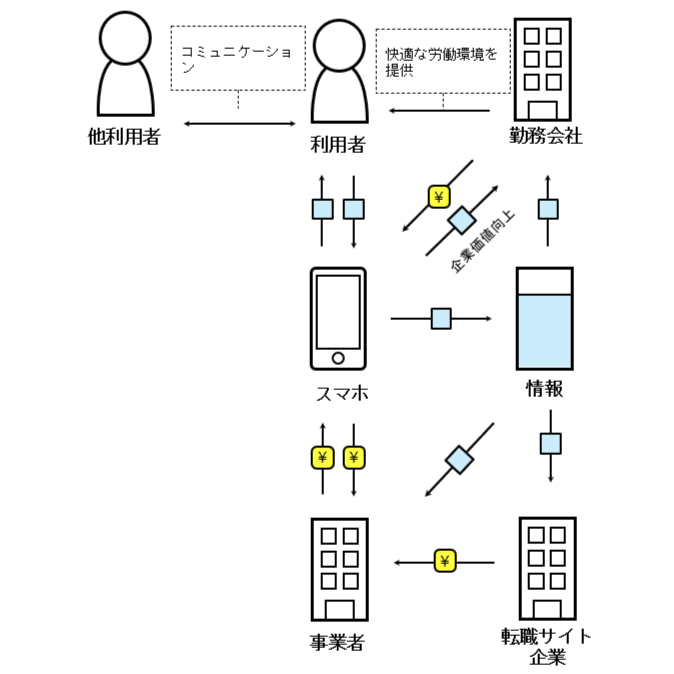 コミュニケーショ
ン
快適な労働環境を
提供
他利用者
利用者
勤務会社
¥
企業価値向上
スマホ
情報
¥
¥
¥
事業者
転職サイト
企業